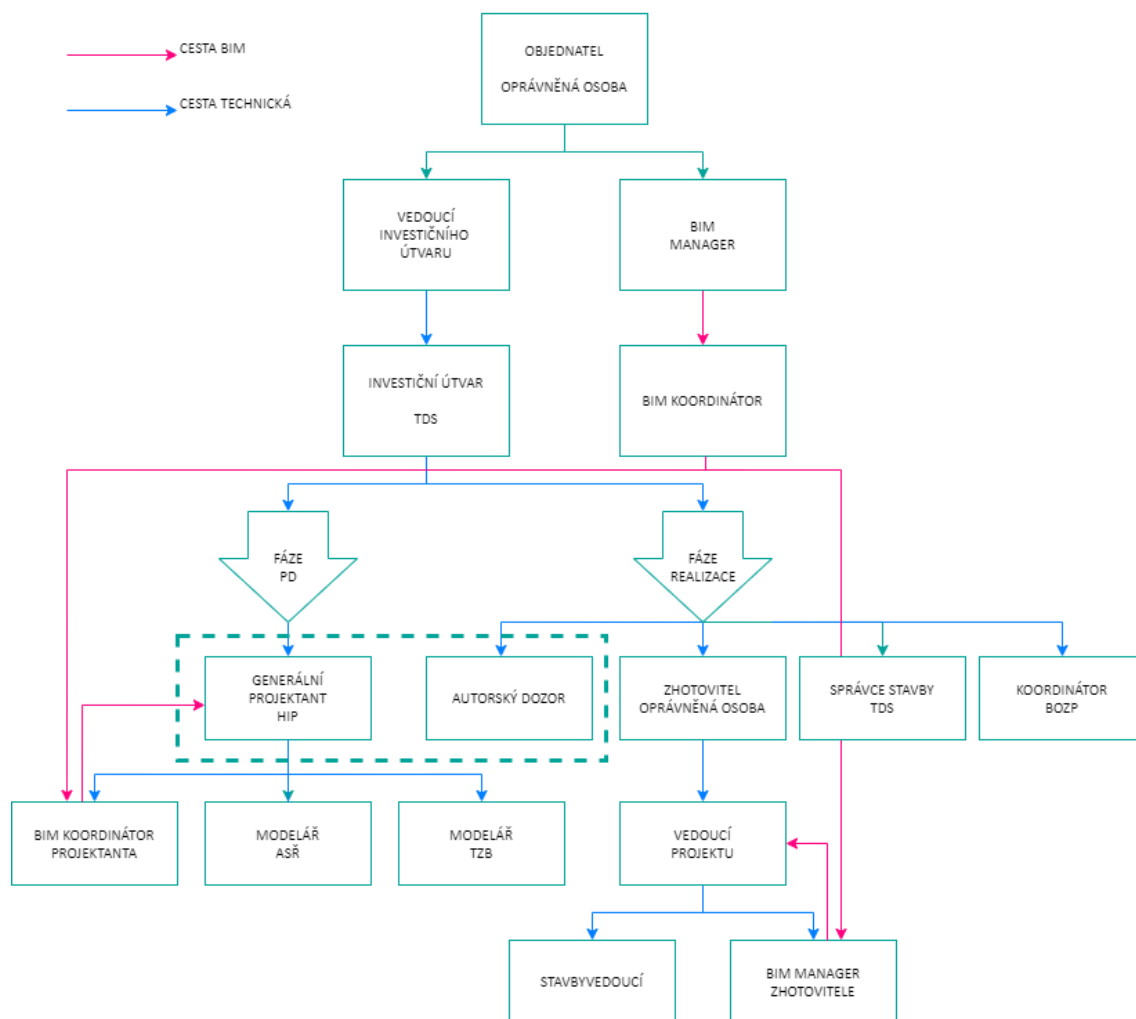 CESTA BIM
CESTA TECHNICKÁ
OBJEDNATEL
OPRÁVNĚNÁ OSOBA
VEDOUCÍ
INVESTIČNÍHO
ÚTVARU
BIM
MANAGER
INVESTIČNÍ ÚTVAR
TDS
BIM KOORDINÁTOR
FÁZE
PD
FÁZE
REALIZACE
GENERÁLNÍ
PROJEKTANT
HIP
AUTORSKÝ DOZOR
ZHOTOVITEL
OPRÁVNĚNÁ OSOBA
SPRÁVCE STAVBY
TDS
KOORDINÁTOR
BOZP
BIM KOORDINÁTOR
PROJEKTANTA
MODELÁŘ
ASŘ
MODELÁŘ
TZB
VEDOUCÍ
PROJEKTU
STAVBYVEDOUCÍ
BIM MANAGER
ZHOTOVITELE